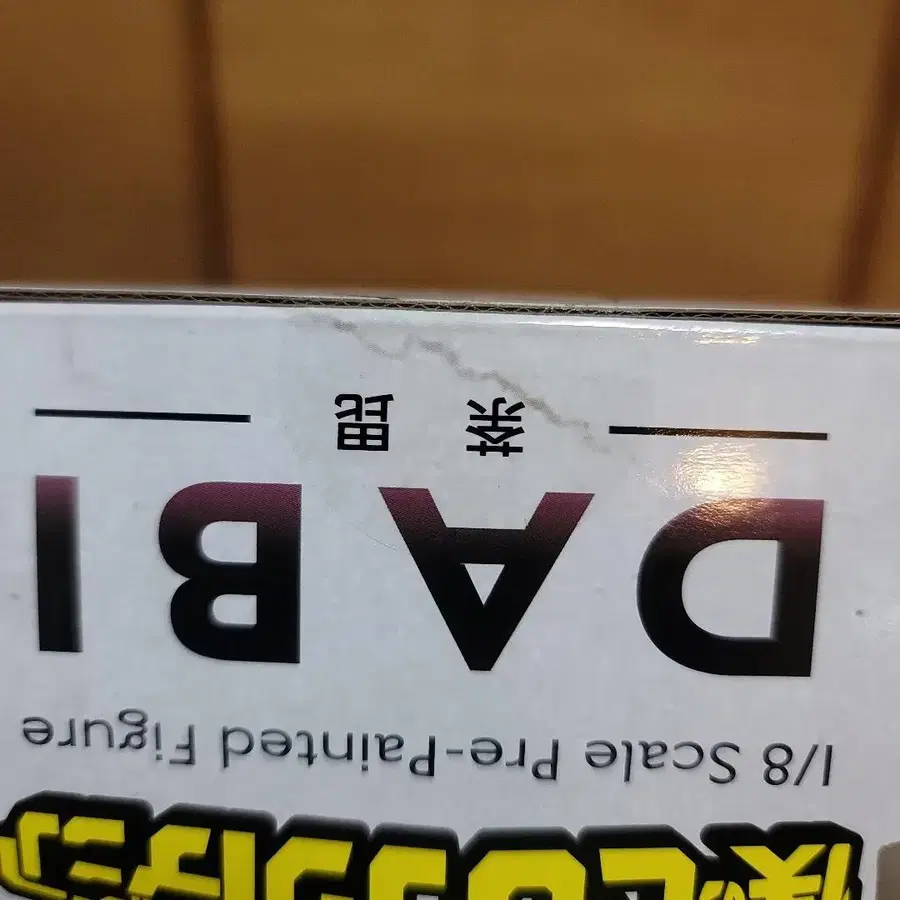 1/8 Scale Pre-Painted Figure
DABI
荼毘